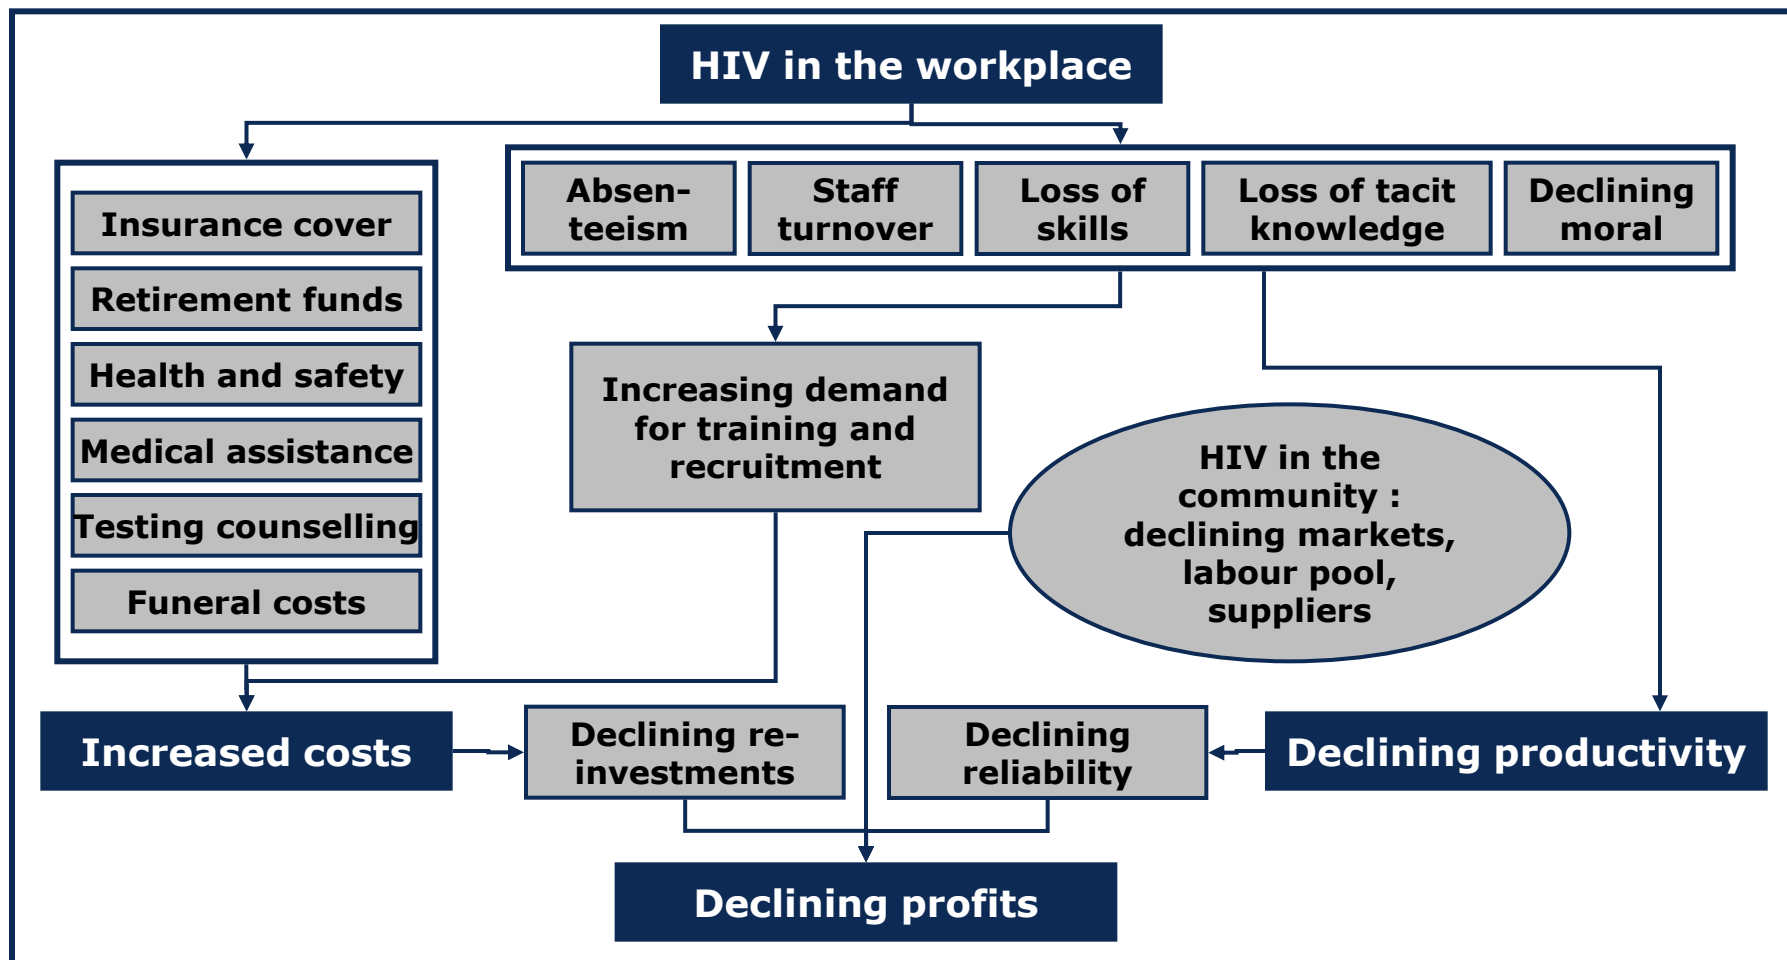 HIV in the workplace
Absen-
teeism
Staff
turnover
Loss of
skills
Loss of tacit
knowledge
Declining
moral
Insurance cover
Retirement funds
Health and safety
Medical assistance
Testing counselling
Funeral costs
Increasing demand
for training and
recruitment
HIV in the
community :
declining markets,
labour pool,
suppliers
Increased costs
Declining re-
investments
Declining
reliability
Declining productivity
Declining profits